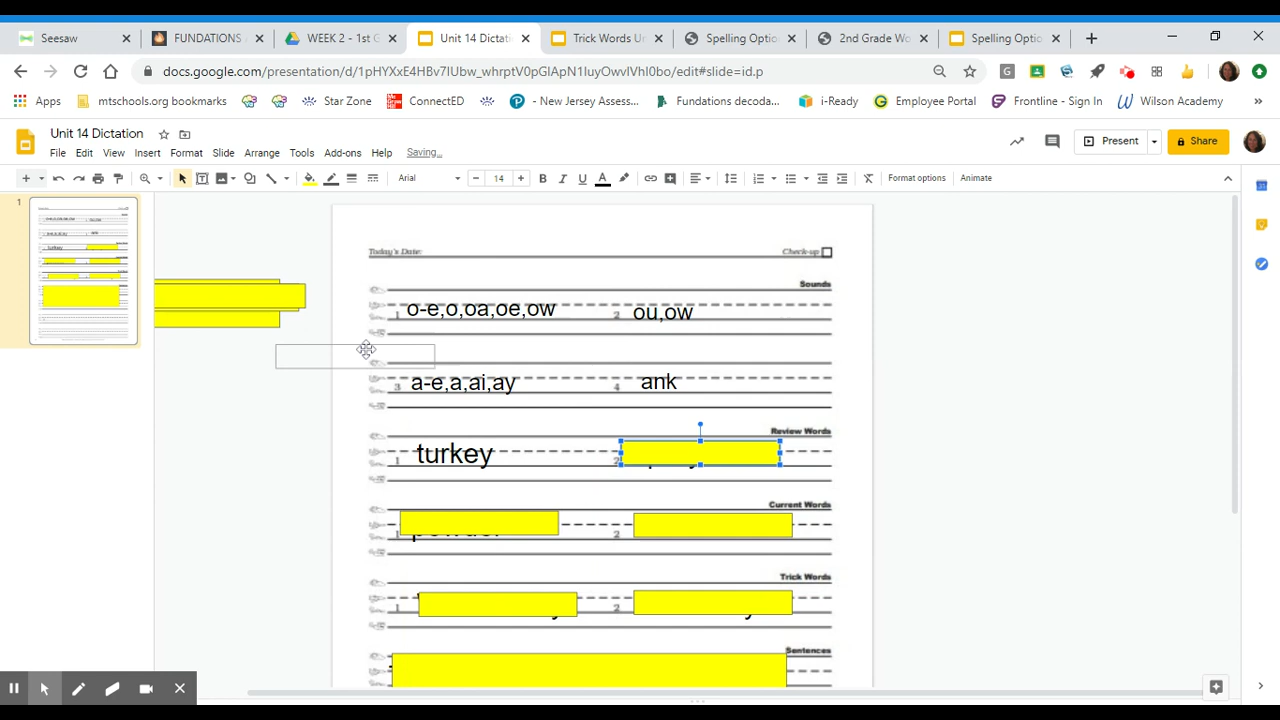 Seesaw
FUNDATIONS &
WEEK 2 - 1st G
Unit 14 Dictati
Trick Words Un
Spelling Optio
2nd Grade Wo
Spelling Option
docs.google.com/presentation/d/1pHYXxE4HBv7lUbw_whrptV0pGlApN1IuyOwvlVhl0bo/edit#slide=id.p
Apps
mtschools.org bookmarks
Star Zone
ConnectED
- New Jersey Assess...
Fundations decoda...
i-Ready
Employee Portal
Frontline - Sign In
Wilson Academy
»
Unit 14 Dictation
Present
Share
File Edit View Insert Format Slide Arrange Tools Add-ons Help Saving...
Arial
14
B I U A
Format options
Animate
1
Today's Date:
Check-up
Sounds
1 o-e,o,oa,oe,ow
2 ou,ow
3 a-e,a,ai,ay
4 ank
Review Words
1 turkey
2
Current Words
1 powder
2
Trick Words
1
2
Sentences